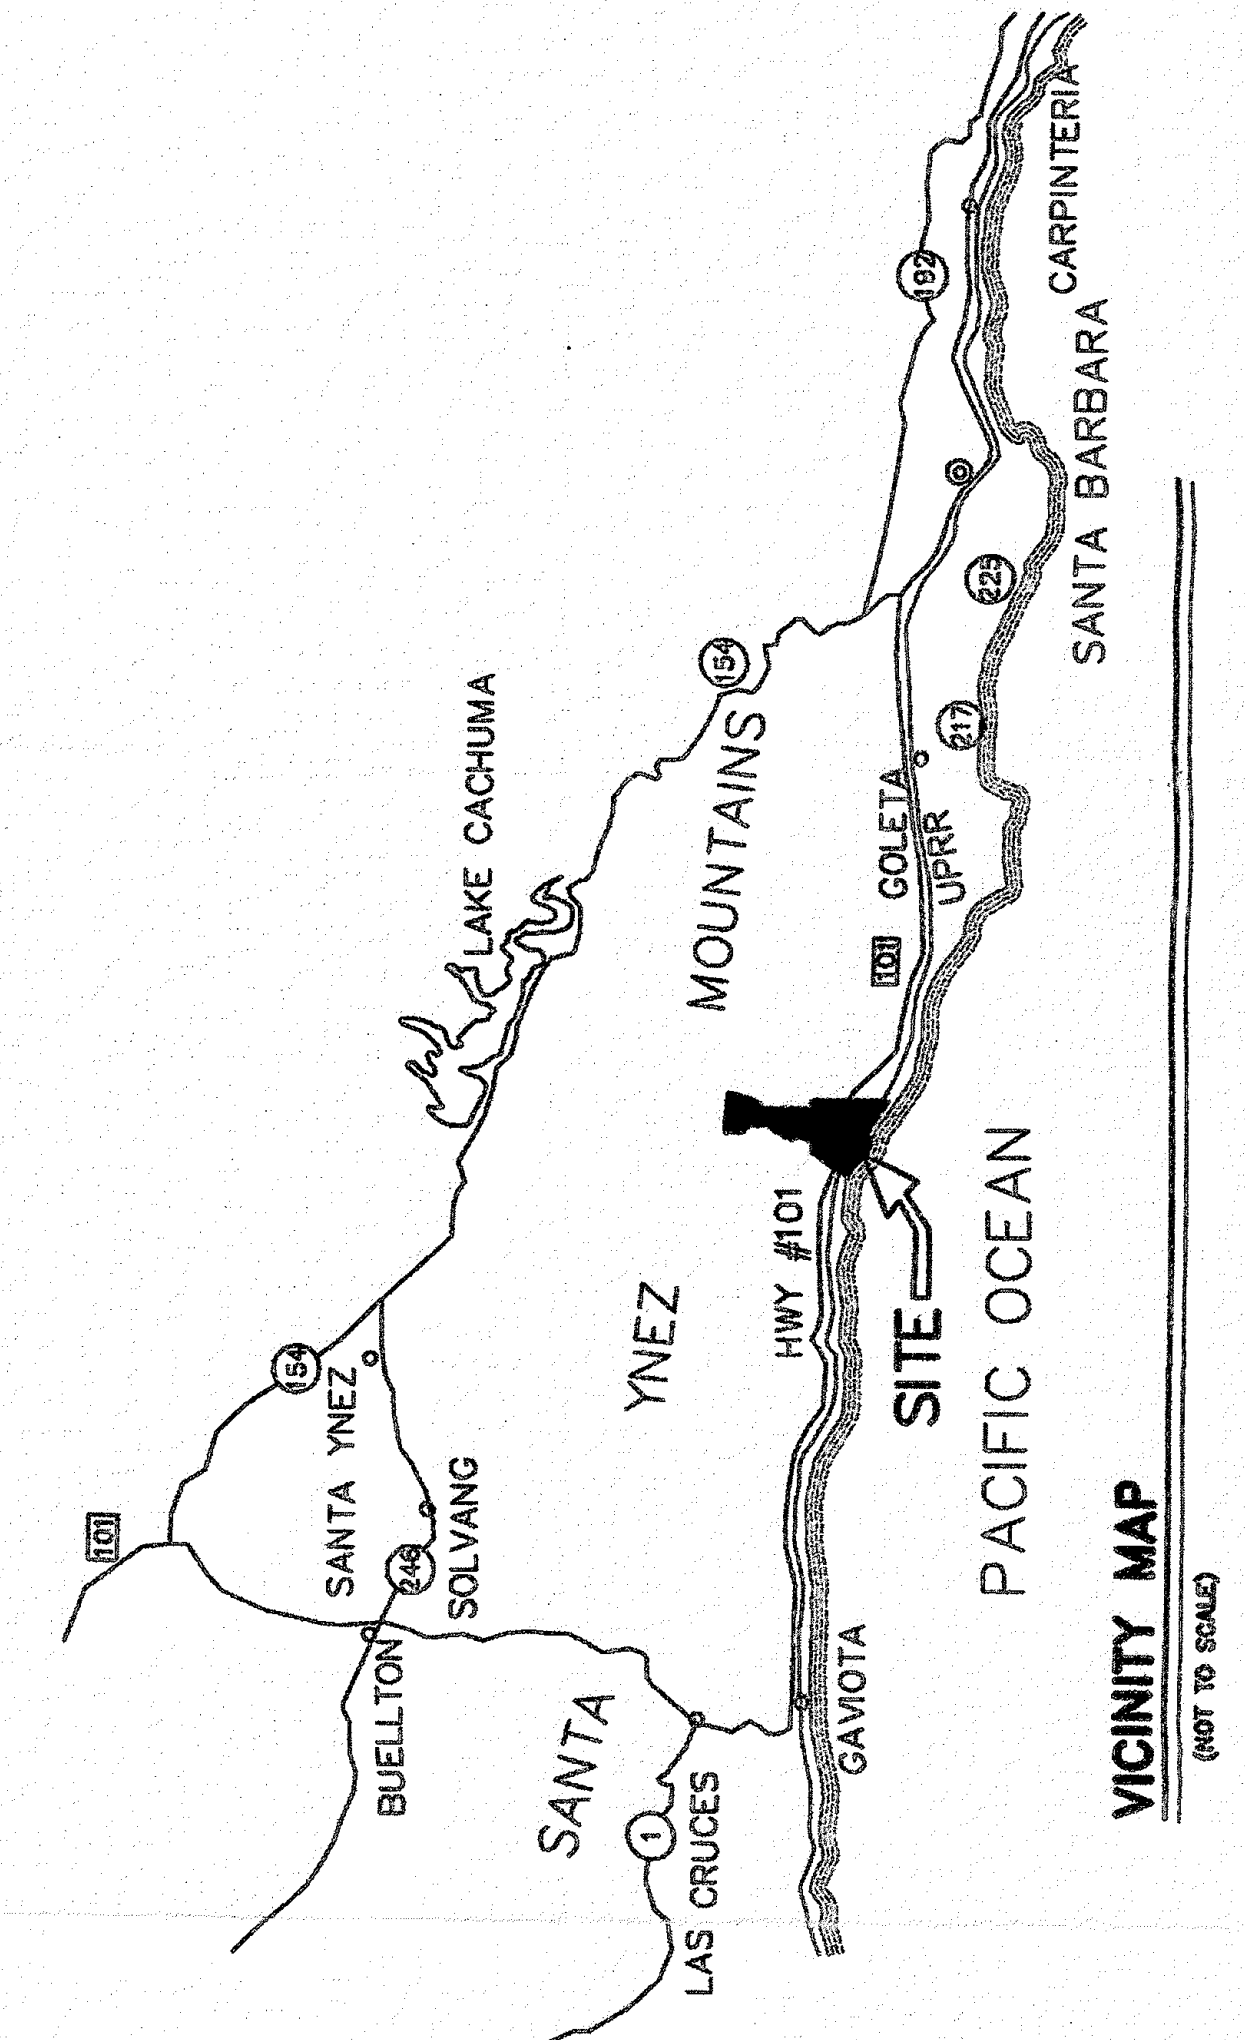 101
154
SANTA YNEZ
246
SOLVANG
BUELLTON
LAKE CACHUMA
154
192
SANTA
YNEZ
MOUNTAINS
1
LAS CRUCES
HWY #101
101
GOLETA
UPRR
217
225
GAVIOTA
SITE
PACIFIC OCEAN
SANTA BARBARA
CARPINTERIA
VICINITY MAP
(NOT TO SCALE)